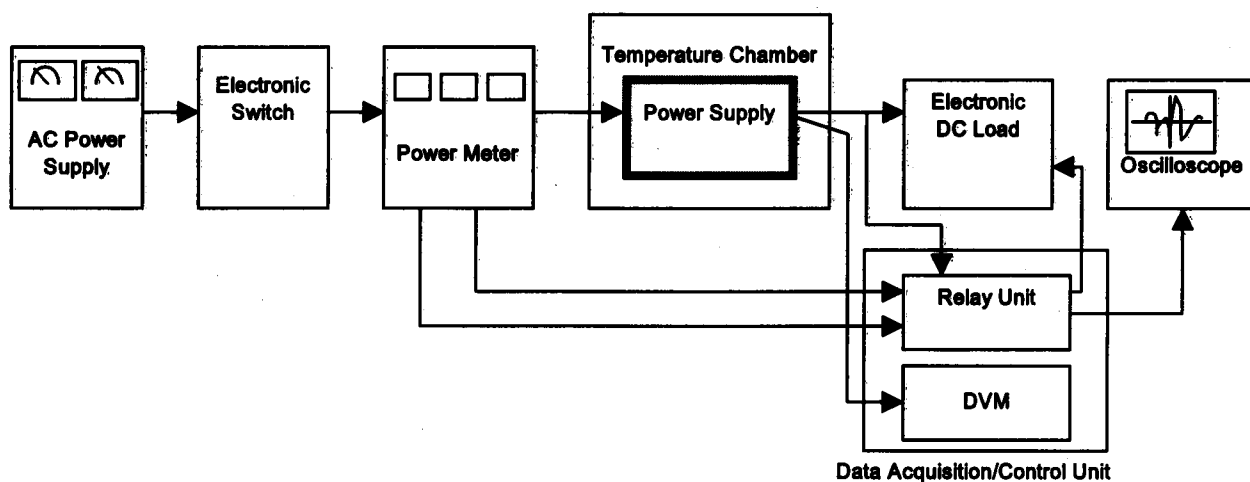 AC Power
Supply
Electronic
Switch
Power Meter
Temperature Chamber
Power Supply
Electronic
DC Load
Oscilloscope
Relay Unit
DVM
Data Acquisition/Control Unit